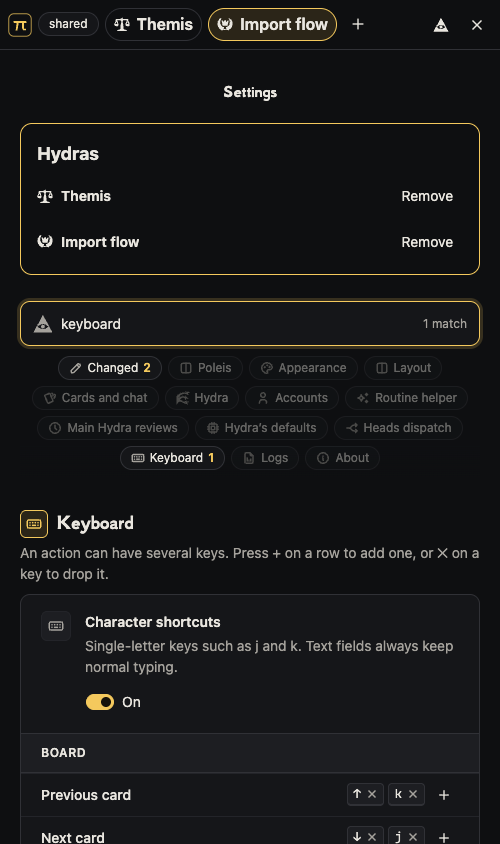 π shared Themis Import flow +
Settings
Hydras
Themis Remove
Import flow Remove
keyboard 1 match
Changed 2 Poleis Appearance Layout
Cards and chat Hydra Accounts Routine helper
Main Hydra reviews Hydra's defaults Heads dispatch
Keyboard 1 Logs About
Keyboard
An action can have several keys. Press + on a row to add one, or ✕ on a
key to drop it.
Character shortcuts
Single-letter keys such as j and k. Text fields always keep
normal typing.
On
BOARD
Previous card ↑ ✕ k ✕ +
Next card ↓ ✕ j ✕ +